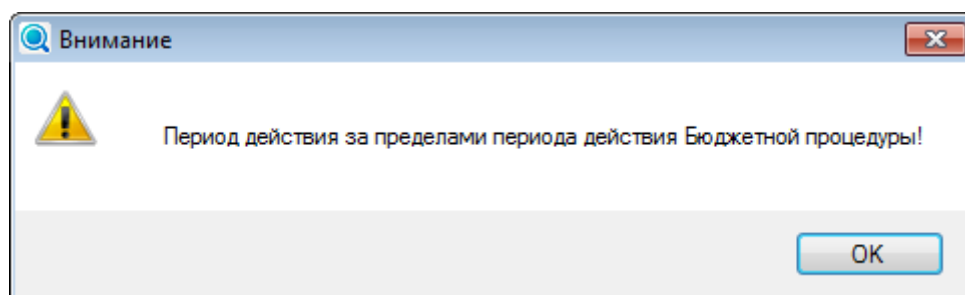 Внимание
Период действия за пределами периода действия Бюджетной процедуры!
OK